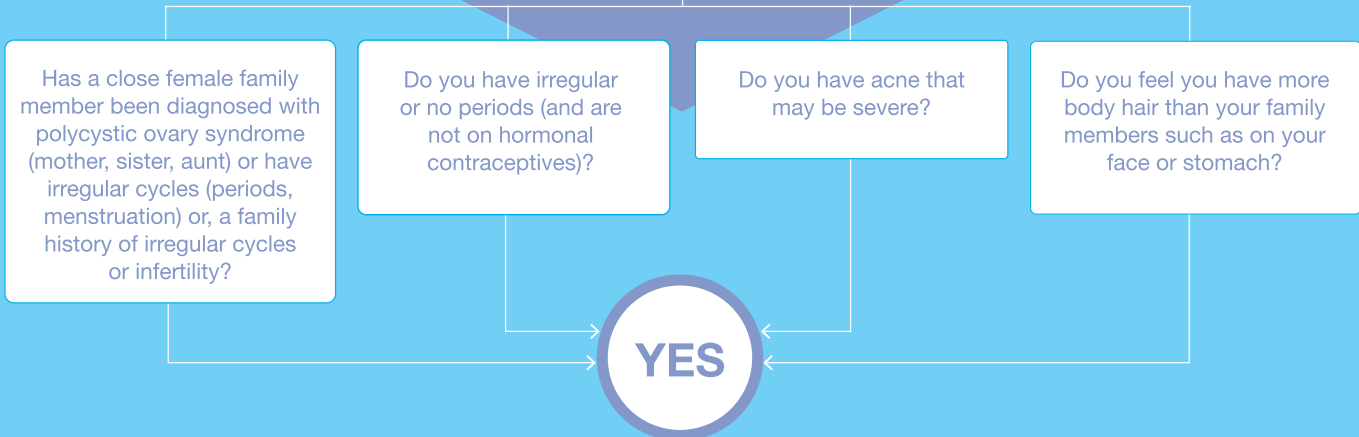 Has a close female family
member been diagnosed with
polycystic ovary syndrome
(mother, sister, aunt) or have
irregular cycles (periods,
menstruation) or, a family
history of irregular cycles
or infertility?
Do you have irregular
or no periods (and are
not on hormonal
contraceptives)?
Do you have acne that
may be severe?
Do you feel you have more
body hair than your family
members such as on your
face or stomach?
YES